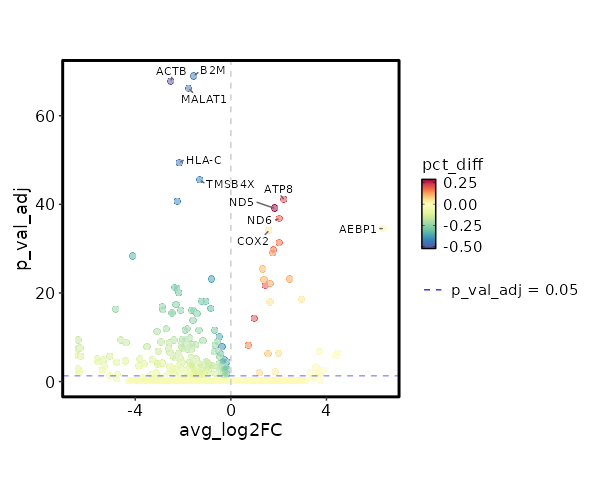 ACTB
B2M
MALAT1
HLA-C
TMSB4X
ATP8
ND5
ND6
COX2
AEBP1
p_val_adj
60
40
20
0
-4
0
4
avg_log2FC
pct_diff
0.25
0.00
-0.25
-0.50
p_val_adj = 0.05